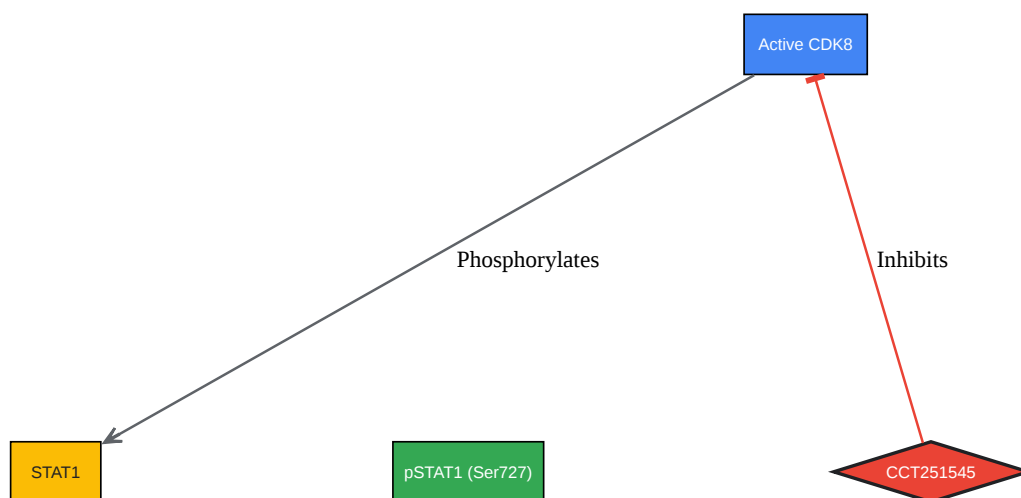 Active CDK8
Phosphorylates
Inhibits
STAT1
pSTAT1 (Ser727)
CCT251545